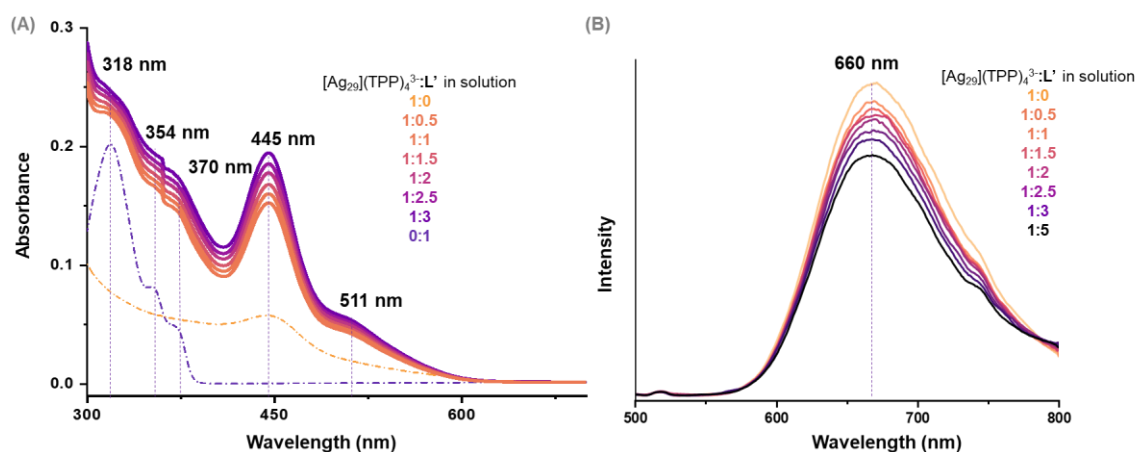 (A)
0.3
0.2
0.1
0.0
Absorbance
318 nm
354 nm
370 nm
445 nm
511 nm
[Ag29](TPP)4 3-:L' in solution
1:0
1:0.5
1:1
1:1.5
1:2
1:2.5
1:3
0:1
300
450
600
Wavelength (nm)
(B)
Intensity
660 nm
[Ag29](TPP)4 3-:L' in solution
1:0
1:0.5
1:1
1:1.5
1:2
1:2.5
1:3
1:5
500
600
700
800
Wavelength (nm)